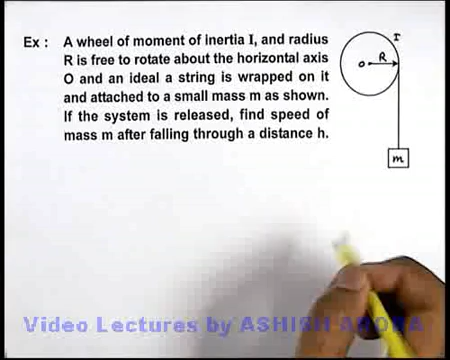 Ex : A wheel of moment of inertia I, and radius
R is free to rotate about the horizontal axis
O and an ideal a string is wrapped on it
and attached to a small mass m as shown.
If the system is released, find speed of
mass m after falling through a distance h.
I
O
R
m
Video Lectures by ASHISH ARORA